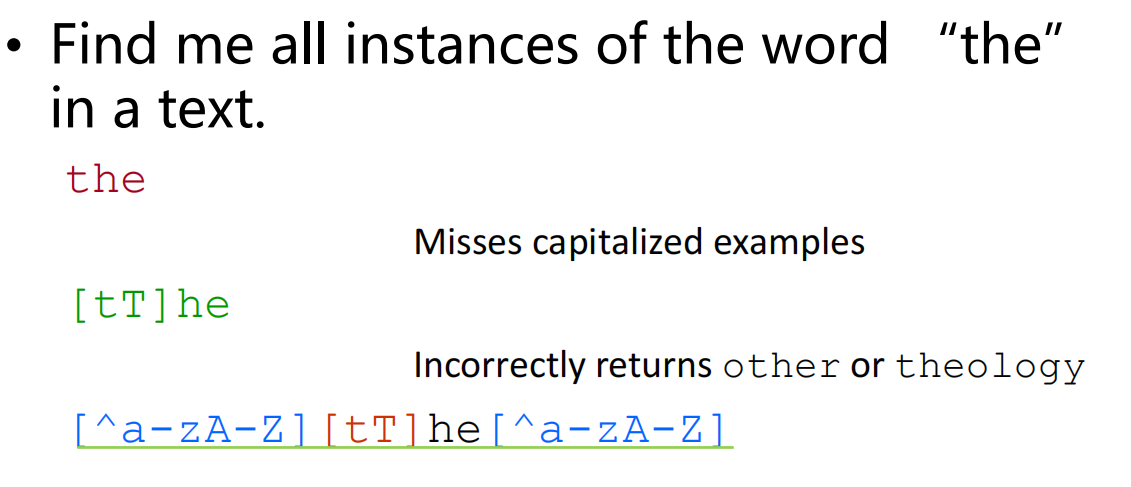 • Find me all instances of the word “the”
in a text.
the
Misses capitalized examples
[tT]he
Incorrectly returns other or theology
[^a-zA-Z][tT]he[^a-zA-Z]